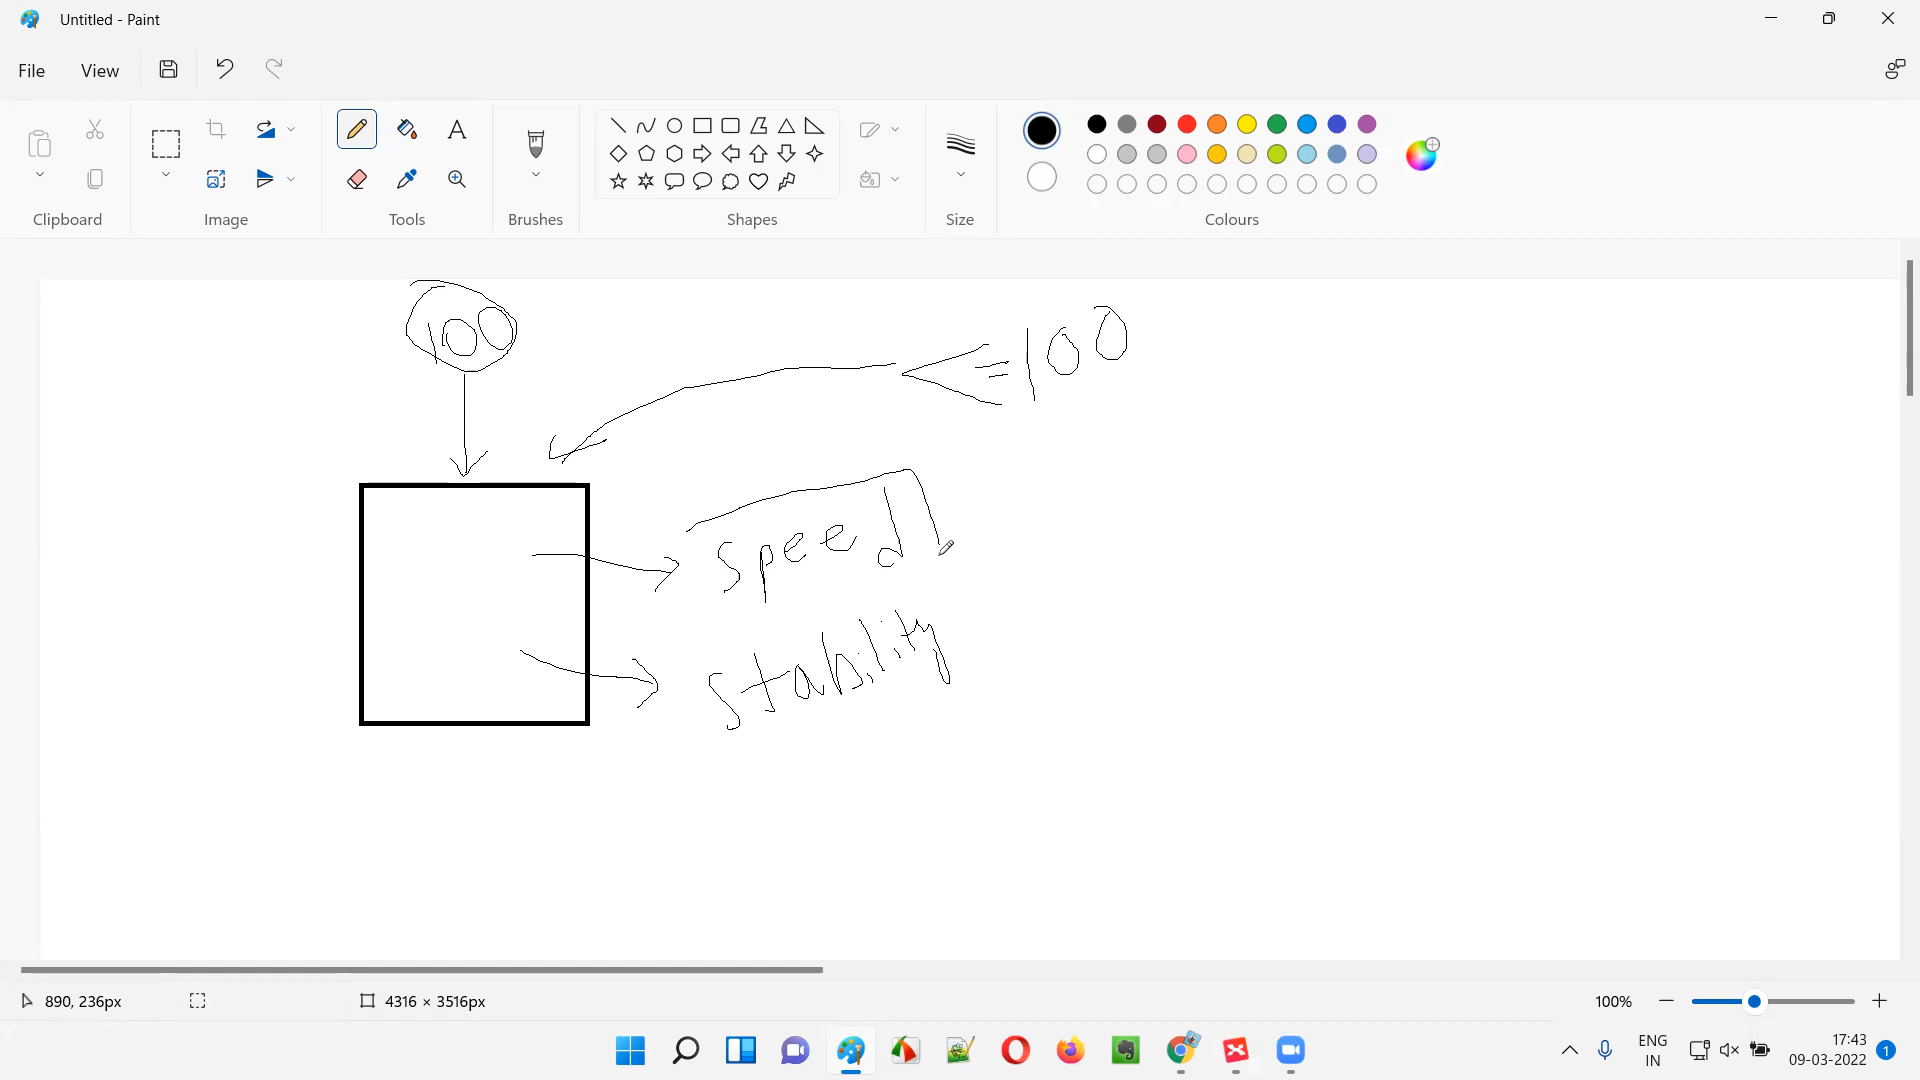 Untitled - Paint
File View
Clipboard Image Tools Brushes Shapes Size Colours
100
<=100
speed
stability
890, 236px
4316 × 3516px
100%
ENG
IN
17:43
09-03-2022
1